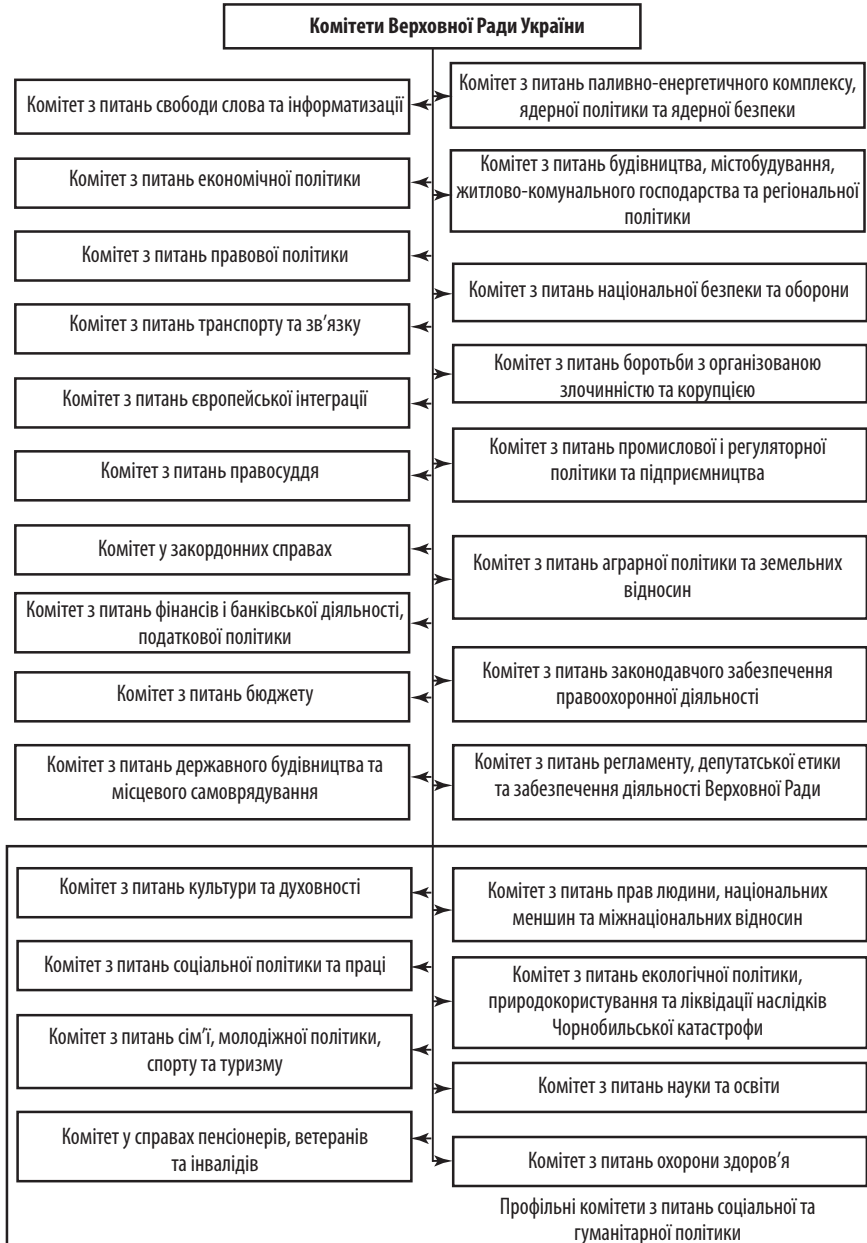 Комітети Верховної Ради України
Комітет з питань свободи слова та інформатизації
Комітет з питань економічної політики
Комітет з питань правової політики
Комітет з питань транспорту та зв’язку
Комітет з питань європейської інтеграції
Комітет з питань правосуддя
Комітет у закордонних справах
Комітет з питань фінансів і банківської діяльності,
податкової політики
Комітет з питань бюджету
Комітет з питань державного будівництва та
місцевого самоврядування
Комітет з питань паливно-енергетичного комплексу,
ядерної політики та ядерної безпеки
Комітет з питань будівництва, містобудування,
житлово-комунального господарства та регіональної
політики
Комітет з питань національної безпеки та оборони
Комітет з питань боротьби з організованою
злочинністю та корупцією
Комітет з питань промислової і регуляторної
політики та підприємництва
Комітет з питань аграрної політики та земельних
відносин
Комітет з питань законодавчого забезпечення
правоохоронної діяльності
Комітет з питань регламенту, депутатської етики
та забезпечення діяльності Верховної Ради
Комітет з питань культури та духовності
Комітет з питань соціальної політики та праці
Комітет з питань сім’ї, молодіжної політики,
спорту та туризму
Комітет у справах пенсіонерів, ветеранів
та інвалідів
Комітет з питань прав людини, національних
меншин та міжнаціональних відносин
Комітет з питань екологічної політики,
природокористування та ліквідації наслідків
Чорнобильської катастрофи
Комітет з питань науки та освіти
Комітет з питань охорони здоров’я
Профільні комітети з питань соціальної та
гуманітарної політики